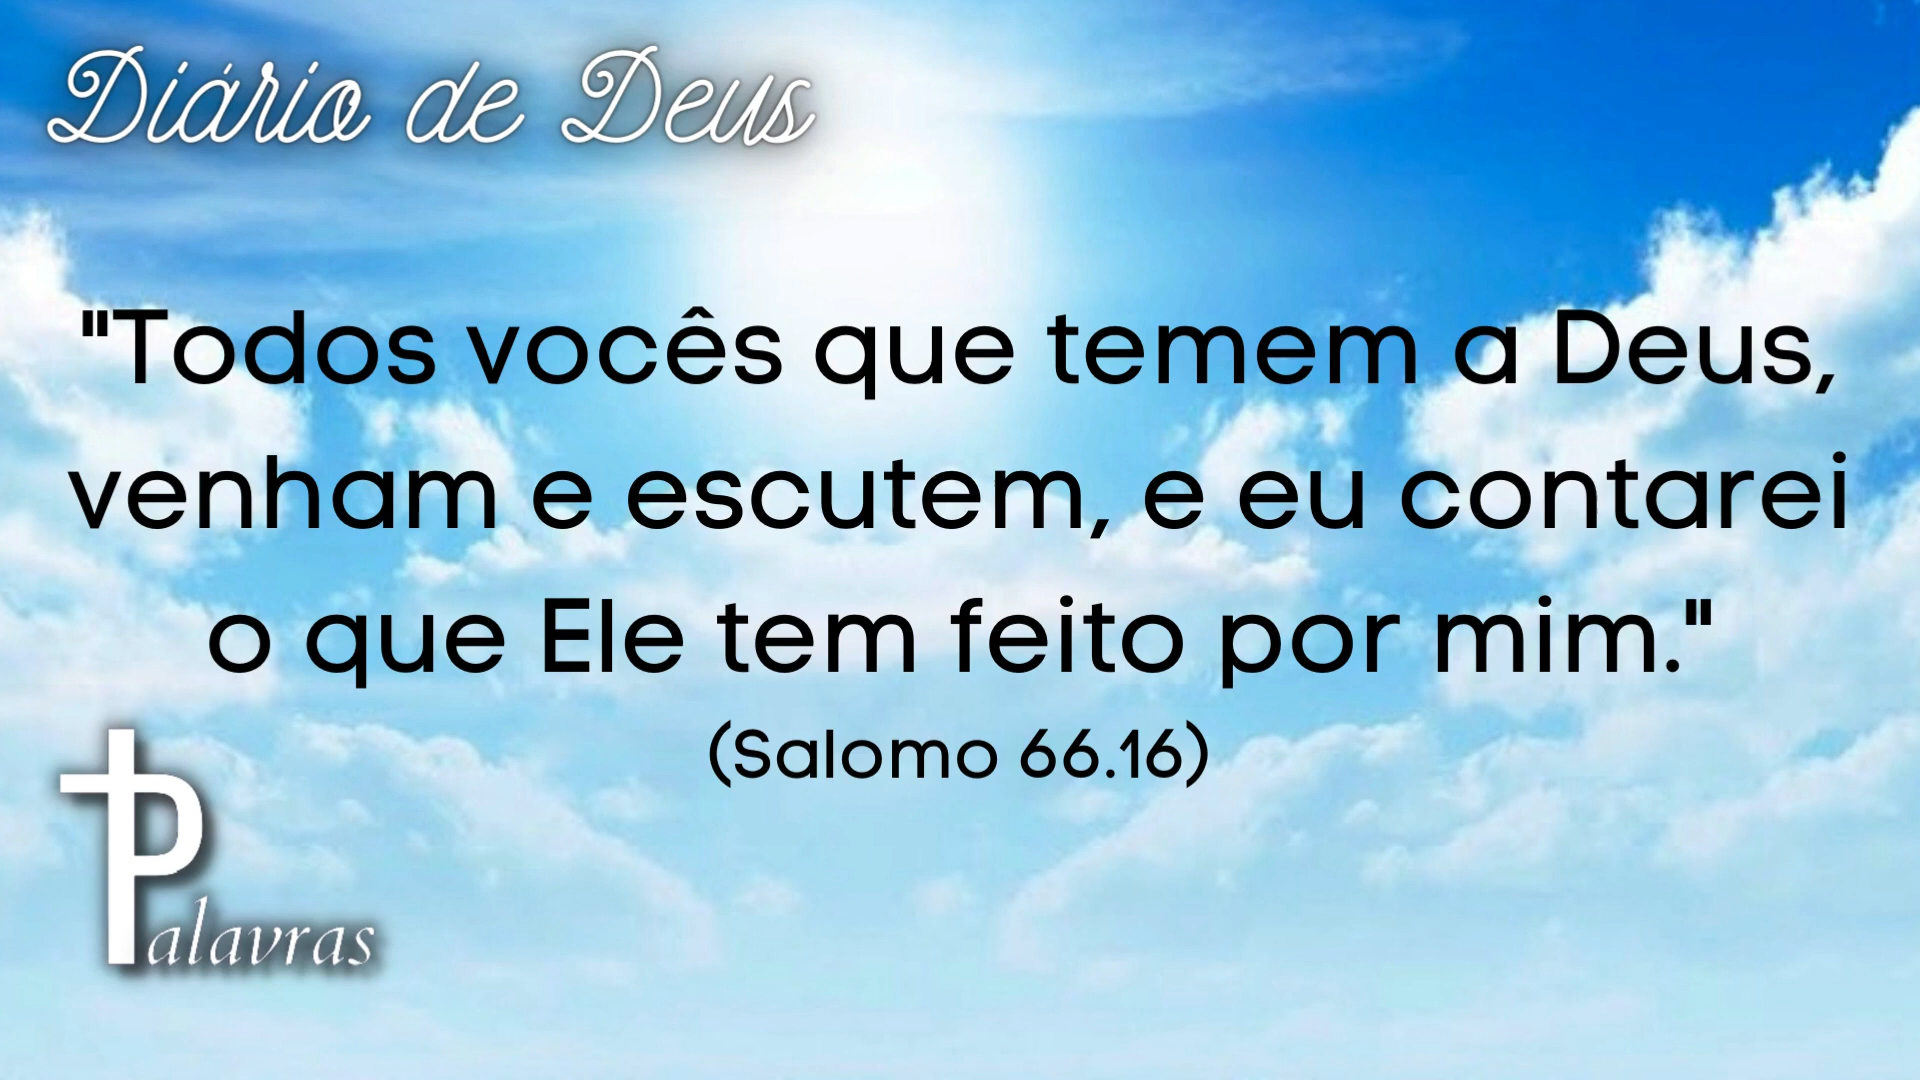 Diário de Deus
"Todos vocês que temem a Deus,
venham e escutem, e eu contarei
o que Ele tem feito por mim."
(Salomo 66.16)
Palavras